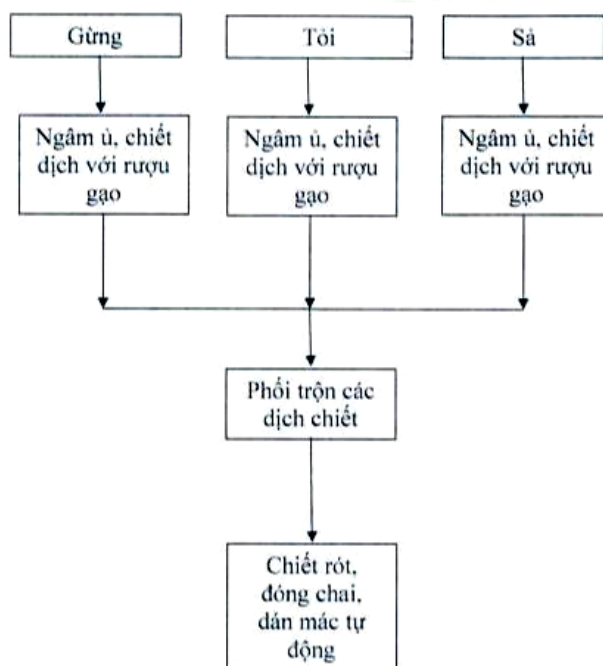 Gừng
Tỏi
Sả
Ngâm ủ, chiết
dịch với rượu
gạo
Ngâm ủ, chiết
dịch với rượu
gạo
Ngâm ủ, chiết
dịch với rượu
gạo
Phối trộn các
dịch chiết
Chiết rót,
đóng chai,
dán mác tự
động